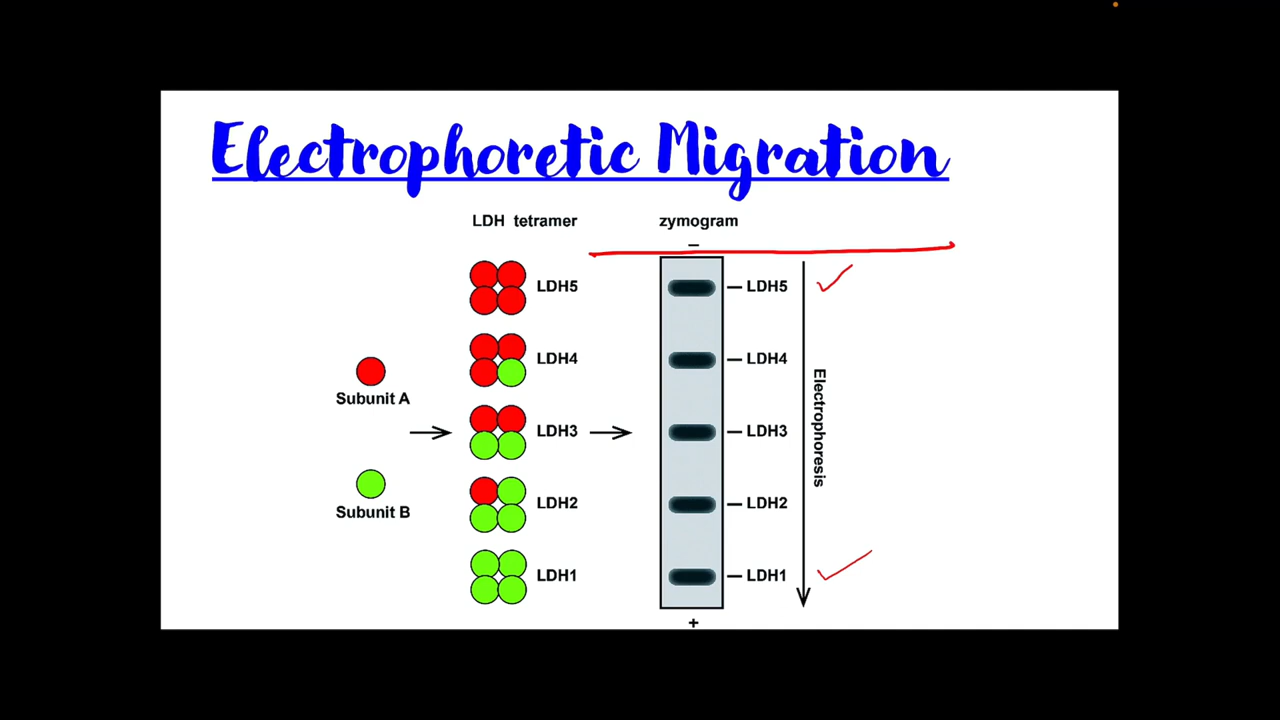 Electrophoretic Migration
LDH tetramer
zymogram
–
LDH5
– LDH5
LDH4
– LDH4
Subunit A
LDH3
– LDH3
Electrophoresis
Subunit B
LDH2
– LDH2
LDH1
– LDH1
+